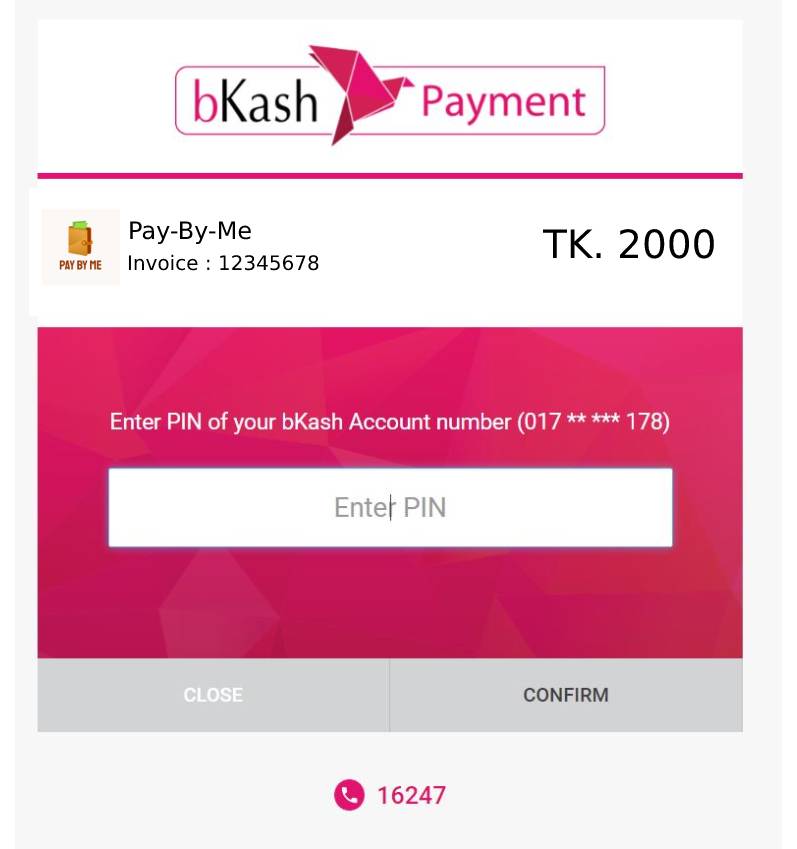 bKash Payment
PAY BY ME
Pay-By-Me
Invoice : 12345678
TK. 2000
Enter PIN of your bKash Account number (017 ** *** 178)
Enter PIN
CLOSE
CONFIRM
16247